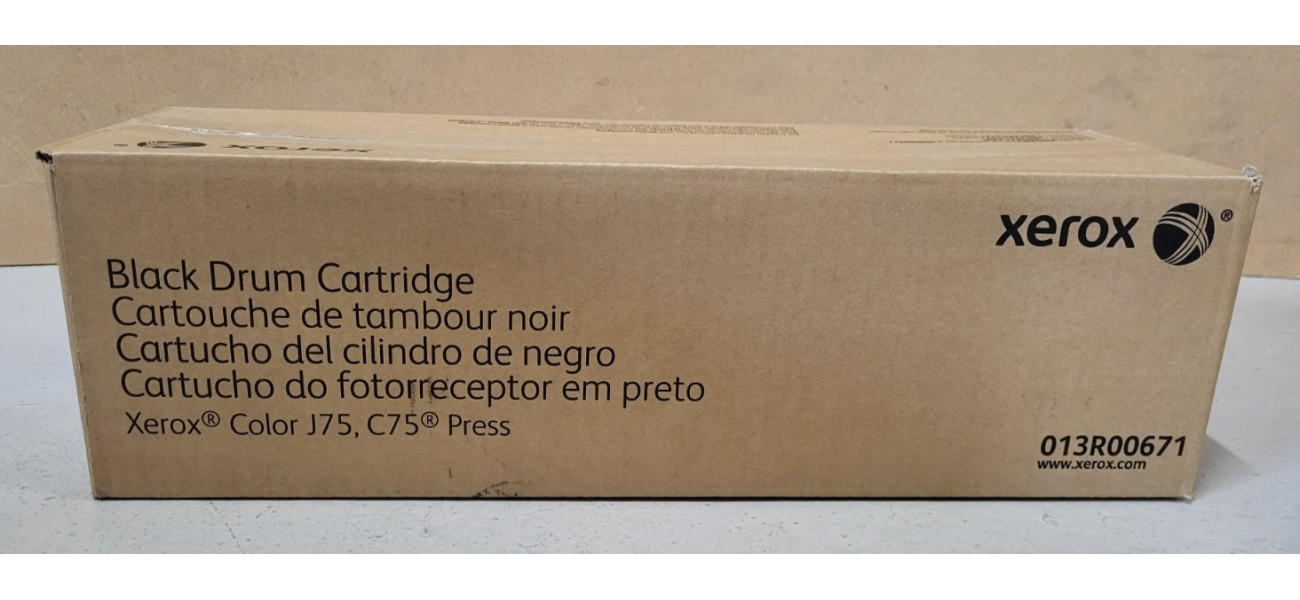 xerox
xerox ®
Black Drum Cartridge
Cartouche de tambour noir
Cartucho del cilindro de negro
Cartucho do fotorreceptor em preto
Xerox® Color J75, C75® Press
013R00671
www.xerox.com